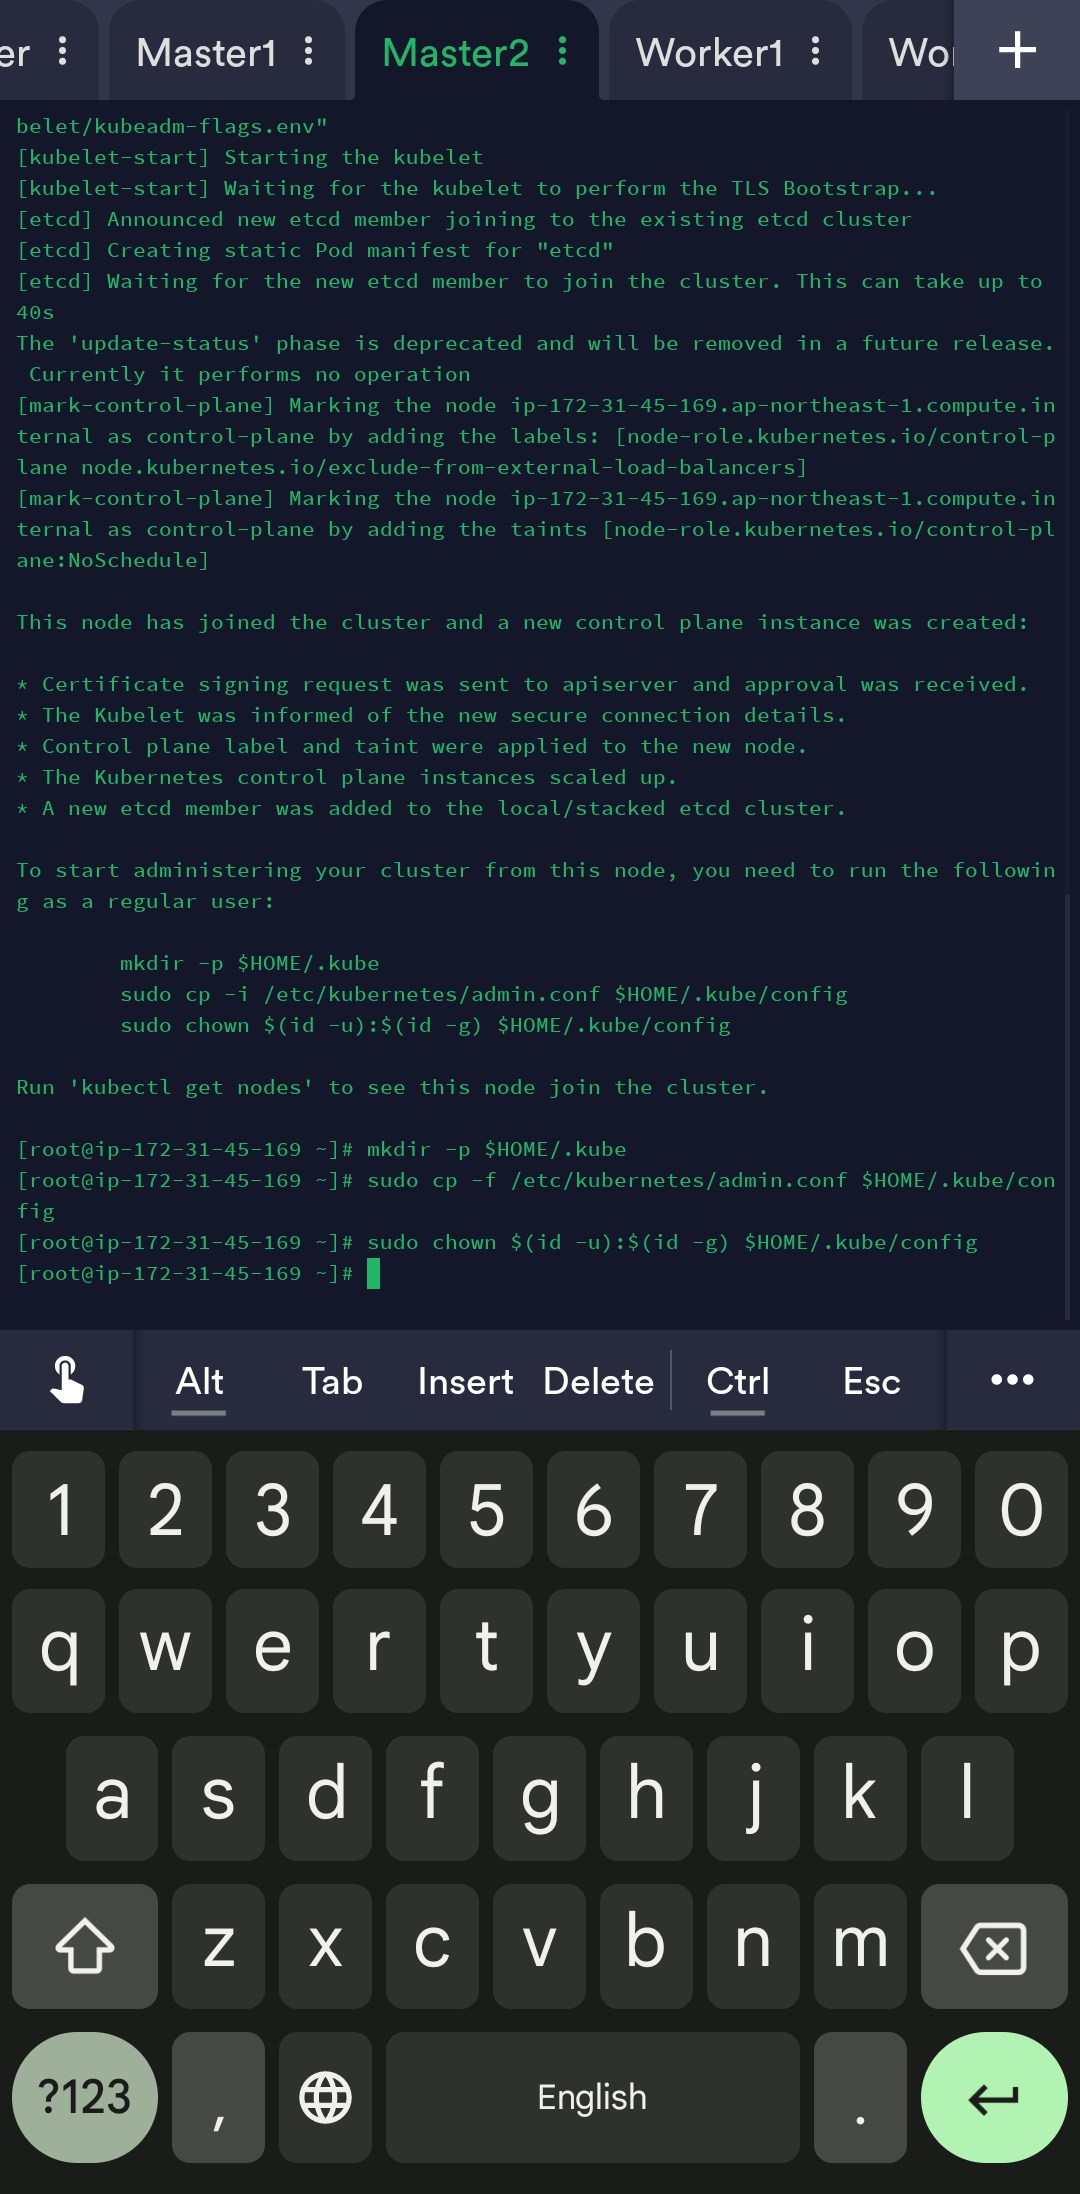 er Master1 Master2 Worker1 Wor
belet/kubeadm-flags.env"
[kubelet-start] Starting the kubelet
[kubelet-start] Waiting for the kubelet to perform the TLS Bootstrap...
[etcd] Announced new etcd member joining to the existing etcd cluster
[etcd] Creating static Pod manifest for "etcd"
[etcd] Waiting for the new etcd member to join the cluster. This can take up to
40s
The 'update-status' phase is deprecated and will be removed in a future release.
 Currently it performs no operation
[mark-control-plane] Marking the node ip-172-31-45-169.ap-northeast-1.compute.in
ternal as control-plane by adding the labels: [node-role.kubernetes.io/control-p
lane node.kubernetes.io/exclude-from-external-load-balancers]
[mark-control-plane] Marking the node ip-172-31-45-169.ap-northeast-1.compute.in
ternal as control-plane by adding the taints [node-role.kubernetes.io/control-pl
ane:NoSchedule]
This node has joined the cluster and a new control plane instance was created:
* Certificate signing request was sent to apiserver and approval was received.
* The Kubelet was informed of the new secure connection details.
* Control plane label and taint were applied to the new node.
* The Kubernetes control plane instances scaled up.
* A new etcd member was added to the local/stacked etcd cluster.
To start administering your cluster from this node, you need to run the followin
g as a regular user:
mkdir -p $HOME/.kube
sudo cp -i /etc/kubernetes/admin.conf $HOME/.kube/config
sudo chown $(id -u):$(id -g) $HOME/.kube/config
Run 'kubectl get nodes' to see this node join the cluster.
[root@ip-172-31-45-169 ~]# mkdir -p $HOME/.kube
[root@ip-172-31-45-169 ~]# sudo cp -f /etc/kubernetes/admin.conf $HOME/.kube/con
fig
[root@ip-172-31-45-169 ~]# sudo chown $(id -u):$(id -g) $HOME/.kube/config
[root@ip-172-31-45-169 ~]#
Alt Tab Insert Delete Ctrl Esc
1 2 3 4 5 6 7 8 9 0
q w e r t y u i o p
a s d f g h j k l
z x c v b n m
?123 , English .